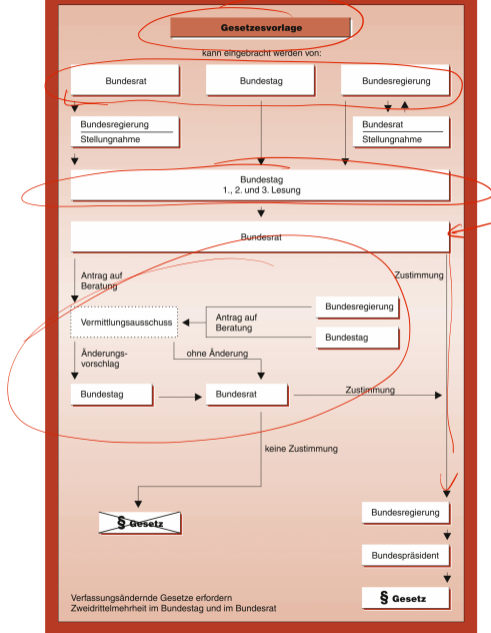 Gesetzesvorlage
kann eingebracht werden von:
Bundesrat
Bundestag
Bundesregierung
Bundesregierung
Stellungnahme
Bundesrat
Stellungnahme
Bundestag
1., 2. und 3. Lesung
Bundesrat
Antrag auf
Beratung
Zustimmung
Vermittlungsausschuss
Antrag auf
Beratung
Bundesregierung
Bundestag
Änderungs-
vorschlag
ohne Änderung
Bundestag
Bundesrat
Zustimmung
keine Zustimmung
§ Gesetz
Bundesregierung
Bundespräsident
§ Gesetz
Verfassungsändernde Gesetze erfordern
Zweidrittelmehrheit im Bundestag und im Bundesrat